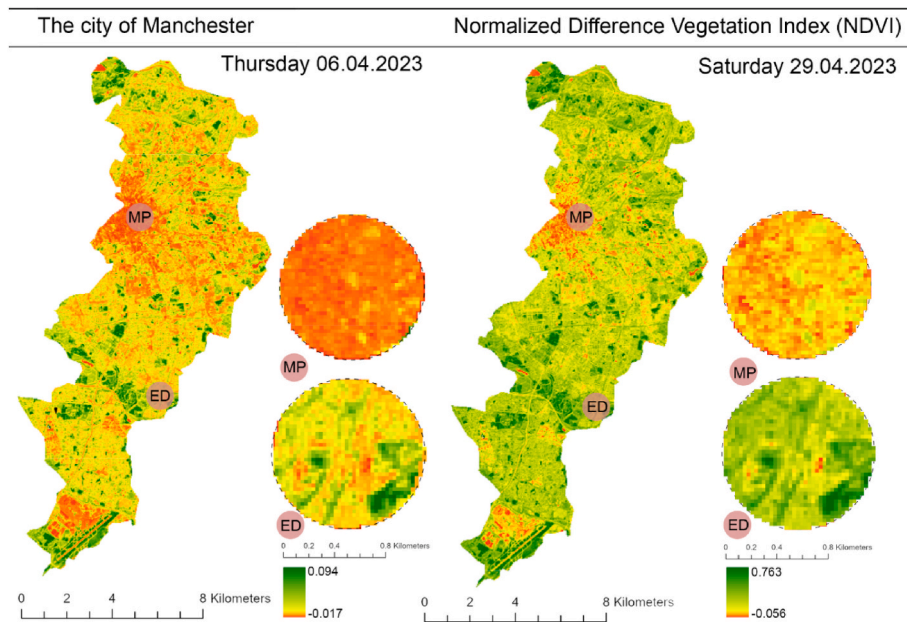 The city of Manchester
Normalized Difference Vegetation Index (NDVI)
Thursday 06.04.2023
Saturday 29.04.2023
MP
MP
MP
MP
ED
ED
ED
ED
0 0.2 0.4 0.8 Kilometers
0 0.2 0.4 0.8 Kilometers
0.094
-0.017
0.763
-0.056
0 2 4 8 Kilometers
0 2 4 8 Kilometers